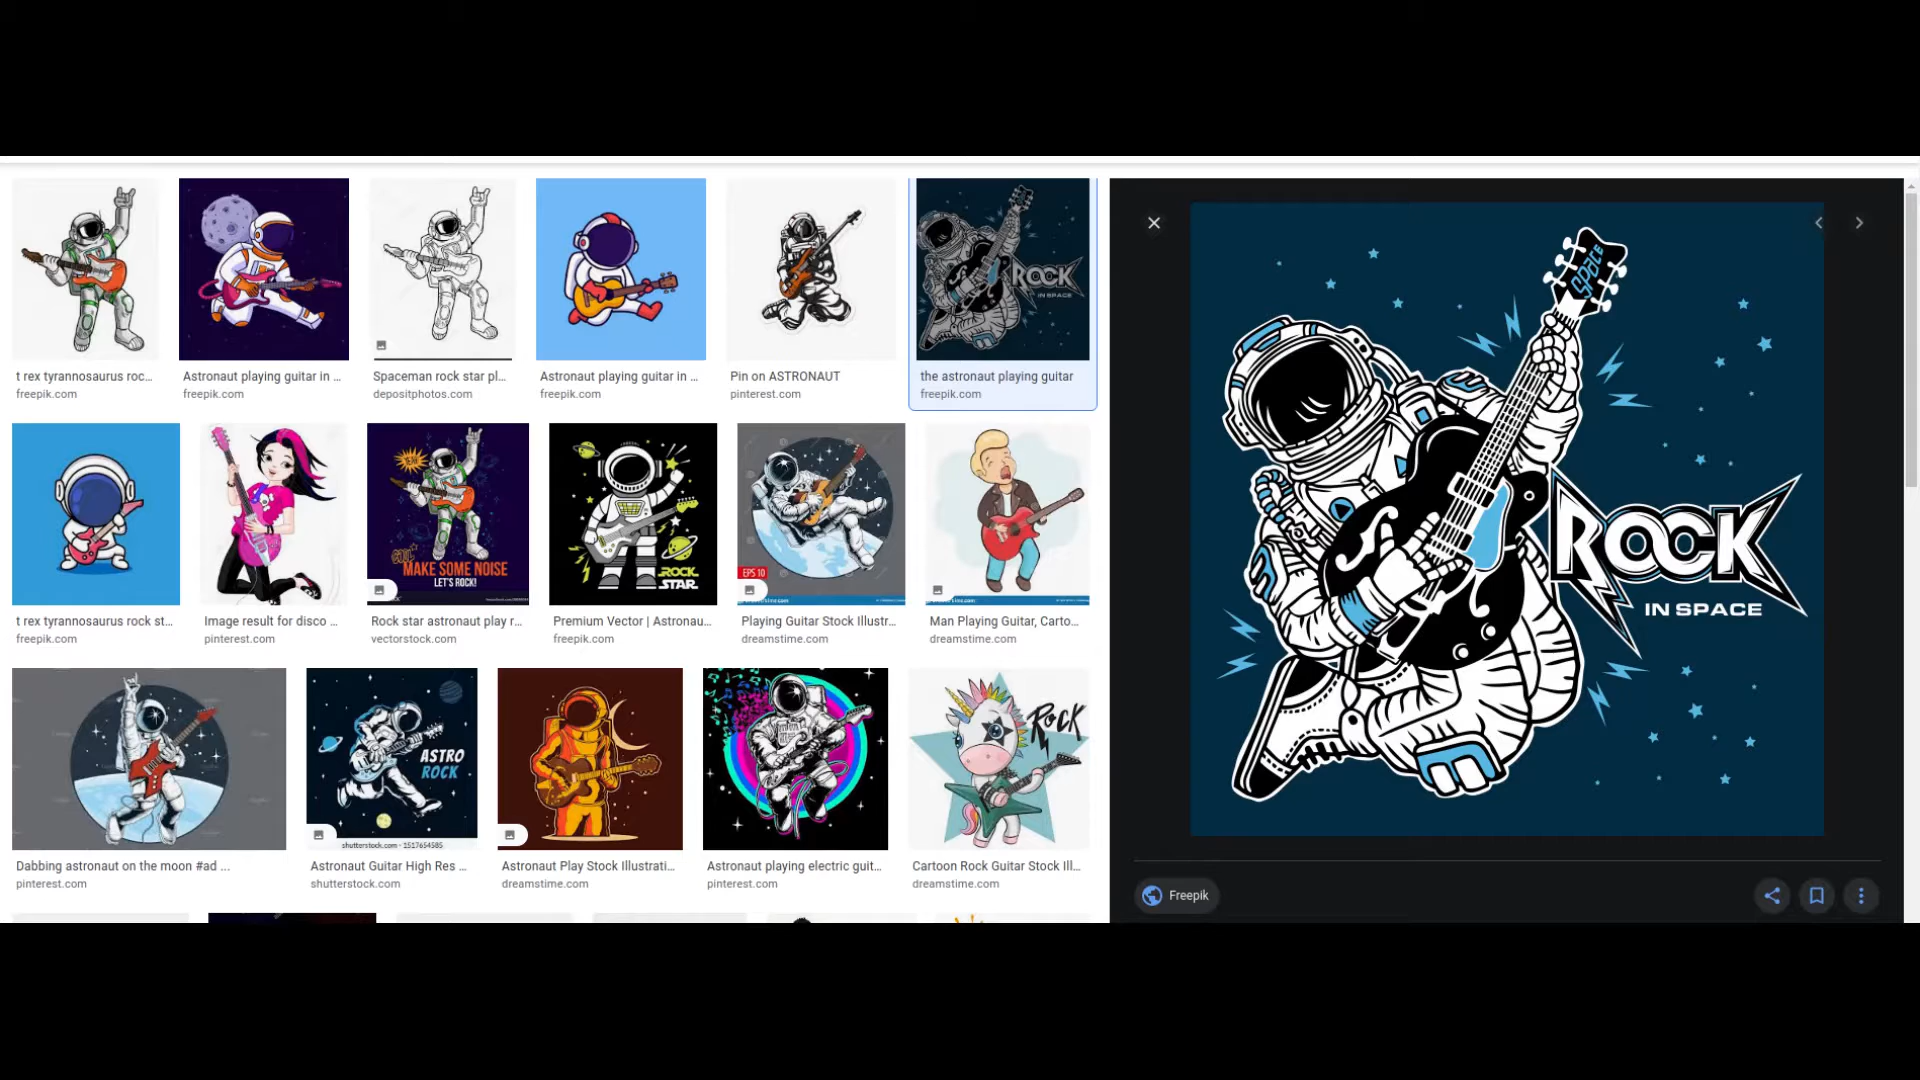 ROCK
IN SPACE
t rex tyrannosaurus roc...
freepik.com
Astronaut playing guitar in ...
freepik.com
Spaceman rock star pl...
depositphotos.com
Astronaut playing guitar in ...
freepik.com
Pin on ASTRONAUT
pinterest.com
the astronaut playing guitar
freepik.com
MAKE SOME NOISE
LET'S ROCK!
ROCK
STAR
EPS 10
t rex tyrannosaurus rock st...
freepik.com
Image result for disco ...
pinterest.com
Rock star astronaut play r...
vectorstock.com
Premium Vector | Astronau...
freepik.com
Playing Guitar Stock Illustr...
dreamstime.com
Man Playing Guitar, Carto...
dreamstime.com
ASTRO
ROCK
shutterstock.com · 1517654585
ROCK
Dabbing astronaut on the moon #ad ...
pinterest.com
Astronaut Guitar High Res ...
shutterstock.com
Astronaut Play Stock Illustrati...
dreamstime.com
Astronaut playing electric guit...
pinterest.com
Cartoon Rock Guitar Stock Ill...
dreamstime.com
SPACE
ROCK
IN SPACE
Freepik